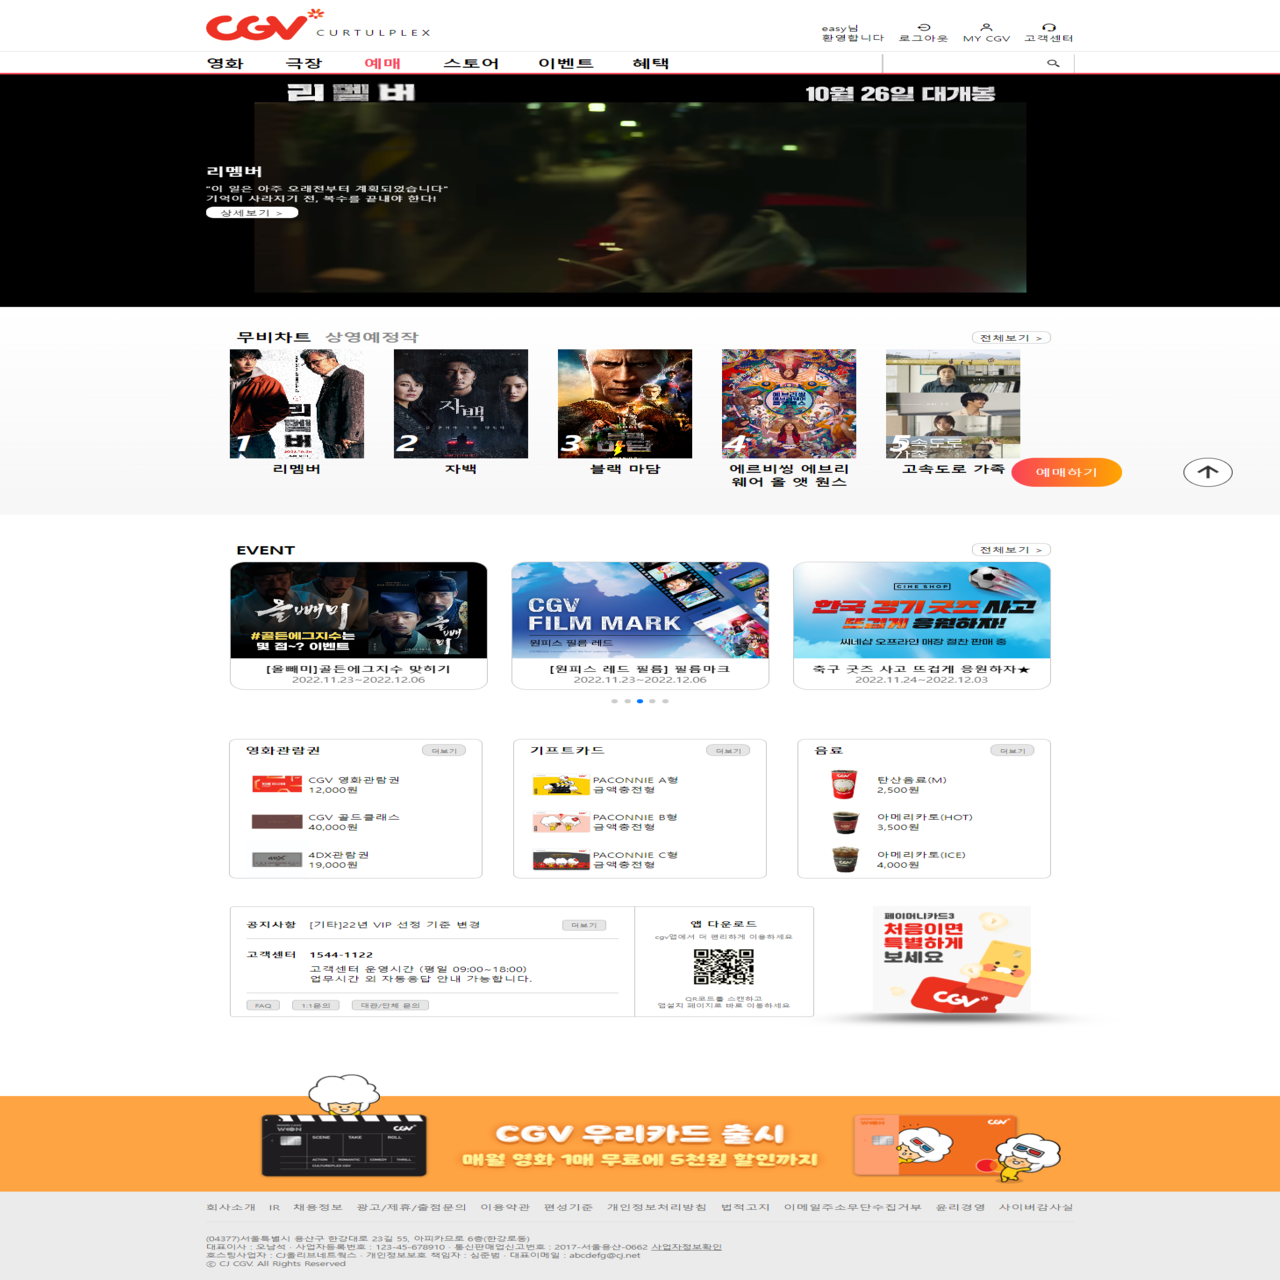 CGV CURTULPLEX
easy님
환영합니다
로그아웃 MY CGV 고객센터
영화 극장 예매 스토어 이벤트 혜택
리멤버 10월 26일 대개봉
리멤버
"이 일은 아주 오래전부터 계획되었습니다"
기억이 사라지기 전, 복수를 끝내야 한다!
상세보기 >
무비차트 상영예정작 전체보기 >
리멤버 1
자백 2
3
4
고속도로 가족 5
리멤버 자백 블랙 마담 에르비씽 에브리 고속도로 가족
웨어 올 앳 원스
예매하기
EVENT 전체보기 >
올빼미
#골든에그지수는
몇 점~? 이벤트
CGV
FILM MARK
원피스 필름 레드
CINE SHOP
한국 경기 굿즈 사고
뜨겁게 응원하자!
씨네샵 오프라인 매장 절찬 판매 중
[올빼미]골든에그지수 맞히기
2022.11.23~2022.12.06
[원피스 레드 필름] 필름마크
2022.11.23~2022.12.06
축구 굿즈 사고 뜨겁게 응원하자★
2022.11.24~2022.12.03
영화관람권 더보기
CGV 영화관람권
12,000원
CGV 골드클래스
40,000원
4DX관람권
19,000원
기프트카드 더보기
PACONNIE A형
금액충전형
PACONNIE B형
금액충전형
PACONNIE C형
금액충전형
음료 더보기
탄산음료(M)
2,500원
아메리카토(HOT)
3,500원
아메리카토(ICE)
4,000원
공지사항 [기타]22년 VIP 선정 기준 변경 더보기
고객센터 1544-1122
고객센터 운영시간 (평일 09:00~18:00)
업무시간 외 자동응답 안내 가능합니다.
FAQ 1:1문의 대관/단체 문의
앱 다운로드
cgv앱에서 더 편리하게 이용하세요
QR코드를 스캔하고
앱설치 페이지로 바로 이동하세요
페이머니카드3
처음이면
특별하게
보세요
CGV
SCENE TAKE ROLL
ACTION ROMANTIC COMEDY THRILL
CGV
CGV 우리카드 출시
매월 영화 1매 무료에 5천원 할인까지
CGV
회사소개 IR 채용정보 광고/제휴/출점문의 이용약관 편성기준 개인정보처리방침 법적고지 이메일주소무단수집거부 윤리경영 사이버감사실
(04377)서울특별시 용산구 한강대로 23길 55, 아피카므로 6층(한강로동)
대표이사 : 오남석 · 사업자등록번호 : 123-45-678910 · 통신판매업신고번호 : 2017-서울용산-0662 사업자정보확인
호스팅사업자 : CJ올리브네트웍스 · 개인정보보호 책임자 : 심준범 · 대표이메일 : abcdefg@cj.net
ⓒ CJ CGV. All Rights Reserved